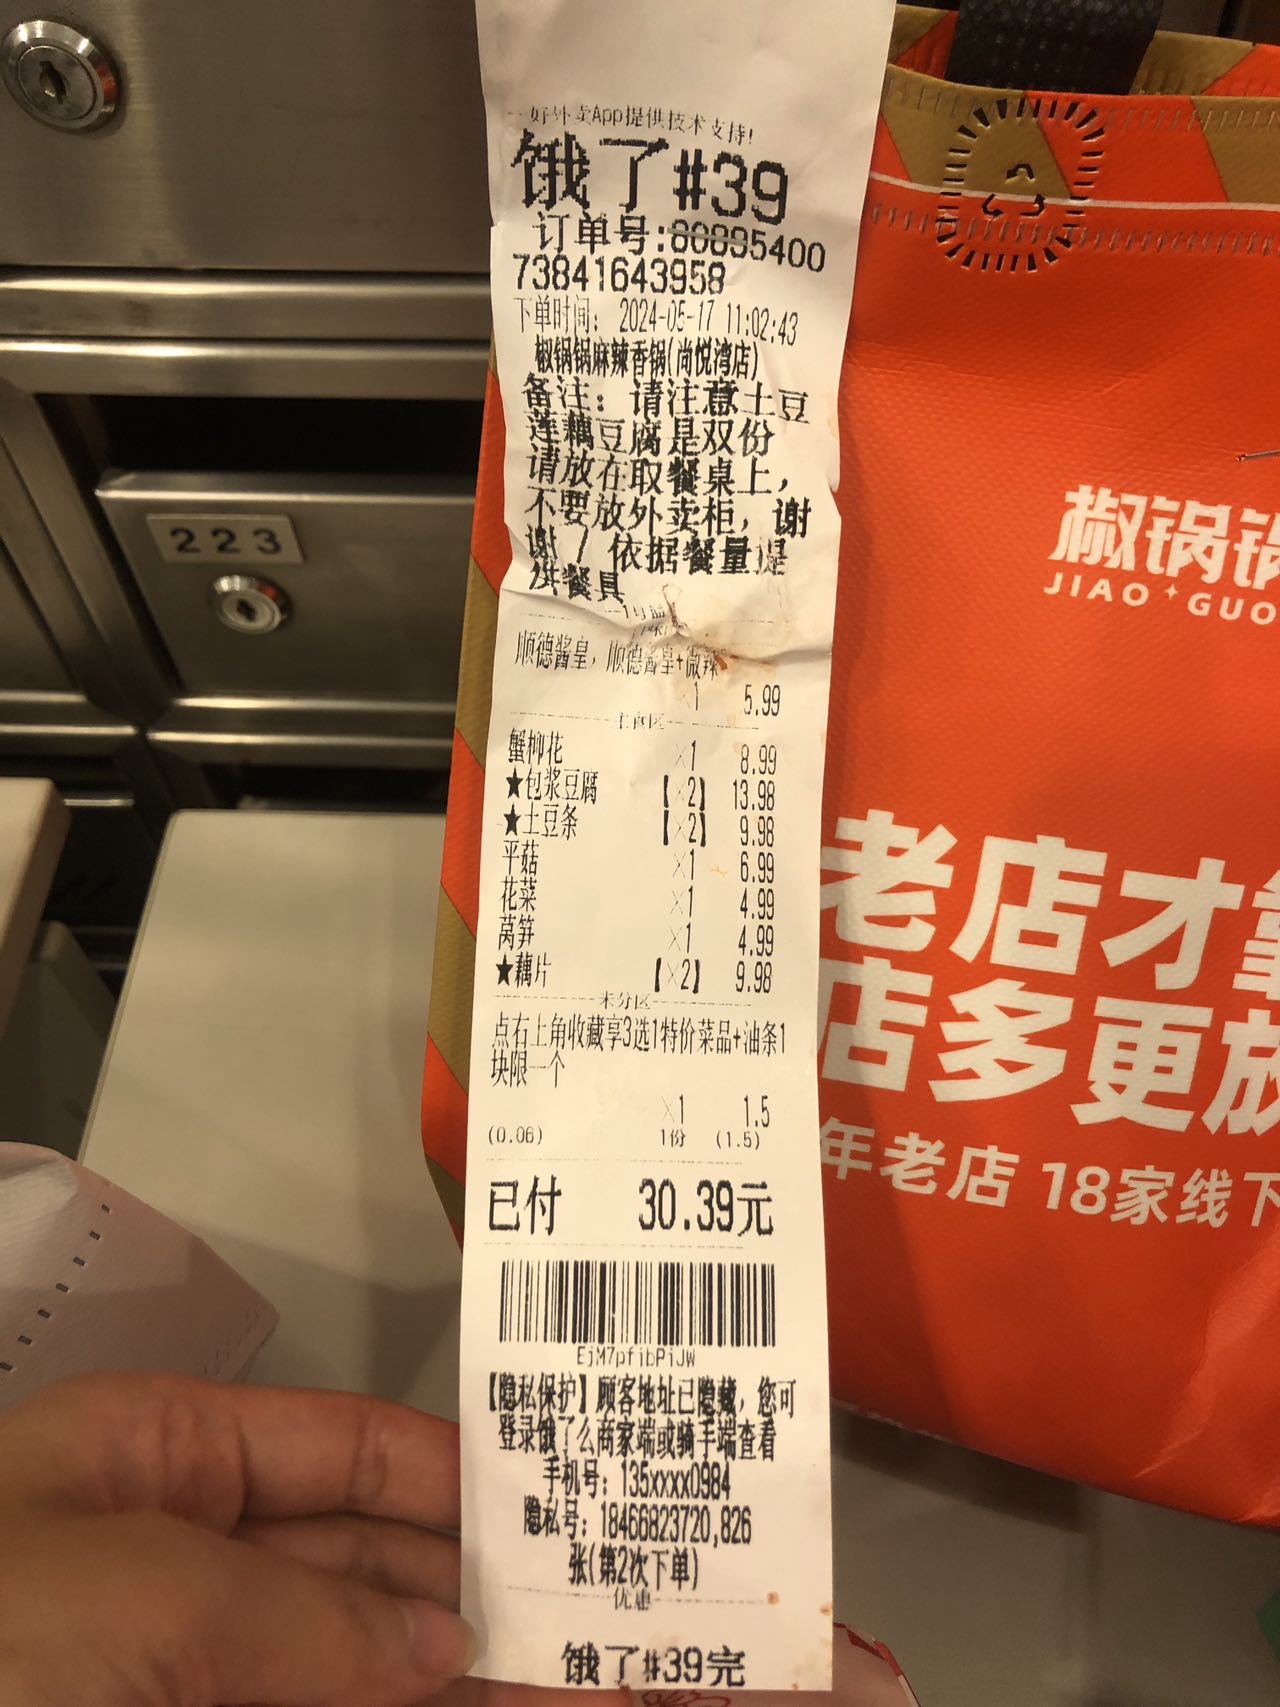 一好外卖App提供技术支持!
饿了#39
订单号:80895400
73841643958
下单时间: 2024-05-17 11:02:43
椒锅锅麻辣香锅(尚悦湾店)
备注: 请注意土豆
莲藕豆腐是双份
请放在取餐桌上,
不要放外卖柜, 谢
谢 / 依据餐量提
供餐具
顺德酱皇, 顺德酱皇+微辣
×1 5.99
主食区
蟹柳花 ×1 8.99
★包浆豆腐 【×2】 13.98
★土豆条 【×2】 9.98
平菇 ×1 6.99
花菜 ×1 4.99
莴笋 ×1 4.99
★藕片 【×2】 9.98
未分区
点右上角收藏享3选1特价菜品+油条1
块限一个
×1 1.5
(0.06) 1份 (1.5)
已付 30.39元
EjM7pfibPiJW
【隐私保护】顾客地址已隐藏, 您可
登录饿了么商家端或骑手端查看
手机号: 135xxxx0984
隐私号: 18466823720,826
张(第2次下单)
优惠
饿了#39完
223
椒锅
JIAO GUO
老店才
店多更放
年老店 18家线下